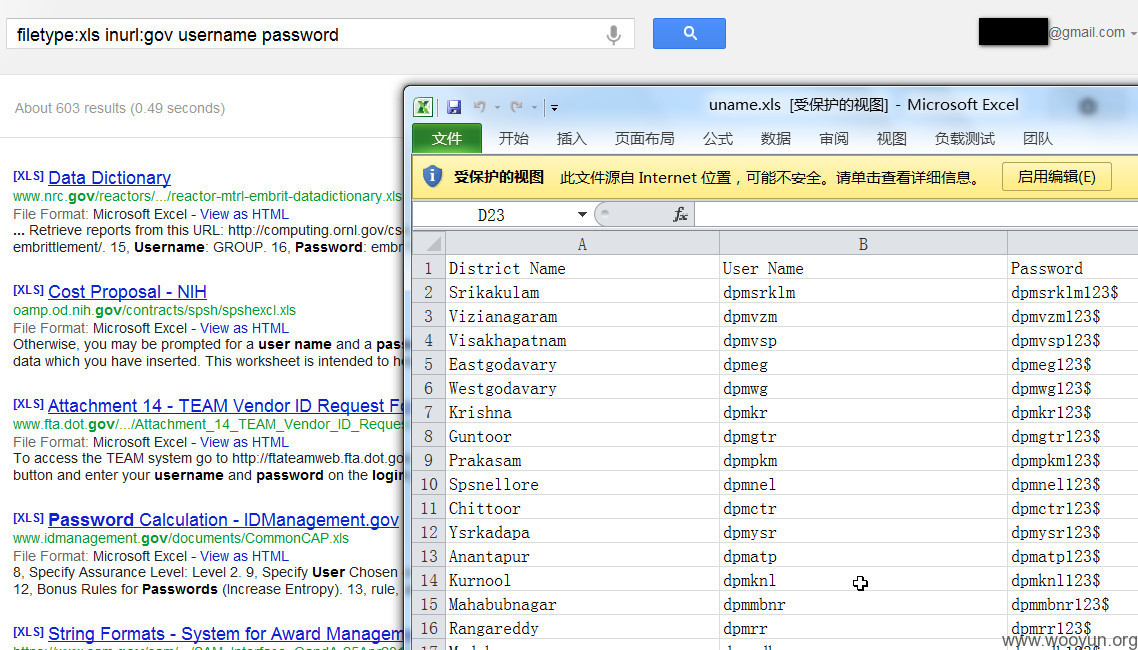 filetype:xls inurl:gov username password
@gmail.com
About 603 results (0.49 seconds)
[XLS] Data Dictionary
www.nrc.gov/reactors/.../reactor-mtrl-embrit-datadictionary.xls
File Format: Microsoft Excel - View as HTML
... Retrieve reports from this URL: http://computing.ornl.gov/cs
embrittlement/. 15, Username: GROUP. 16, Password: embr
[XLS] Cost Proposal - NIH
oamp.od.nih.gov/contracts/spsh/spshexcl.xls
File Format: Microsoft Excel - View as HTML
Otherwise, you may be prompted for a user name and a pas
data which you have inserted. This worksheet is intended to he
[XLS] Attachment 14 - TEAM Vendor ID Request Fo
www.fta.dot.gov/.../Attachment_14_TEAM_Vendor_ID_Reques
File Format: Microsoft Excel - View as HTML
To access the TEAM system go to http://ftateamweb.fta.dot.go
button and enter your username and password on the login
[XLS] Password Calculation - IDManagement.gov
www.idmanagement.gov/documents/CommonCAP.xls
File Format: Microsoft Excel - View as HTML
8, Specify Assurance Level: Level 2. 9, Specify User Chosen
12, Bonus Rules for Passwords (Increase Entropy). 13, rule,
[XLS] String Formats - System for Award Managem
uname.xls [受保护的视图] - Microsoft Excel
文件 开始 插入 页面布局 公式 数据 审阅 视图 负载测试 团队
受保护的视图 此文件源自 Internet 位置，可能不安全。请单击查看详细信息。 启用编辑(E)
D23 fx
A B
1 District Name User Name Password
2 Srikakulam dpmsrklm dpmsrklm123$
3 Vizianagaram dpmvzm dpmvzm123$
4 Visakhapatnam dpmvsp dpmvsp123$
5 Eastgodavary dpmeg dpmeg123$
6 Westgodavary dpmwg dpmwg123$
7 Krishna dpmkr dpmkr123$
8 Guntoor dpmgtr dpmgtr123$
9 Prakasam dpmpkm dpmpkm123$
10 Spsnellore dpmnel dpmnel123$
11 Chittoor dpmctr dpmctr123$
12 Ysrkadapa dpmysr dpmysr123$
13 Anantapur dpmatp dpmatp123$
14 Kurnool dpmknl dpmknl123$
15 Mahabubnagar dpmmbnr dpmmbnr123$
16 Rangareddy dpmrr dpmrr123$
www.wooyun.org